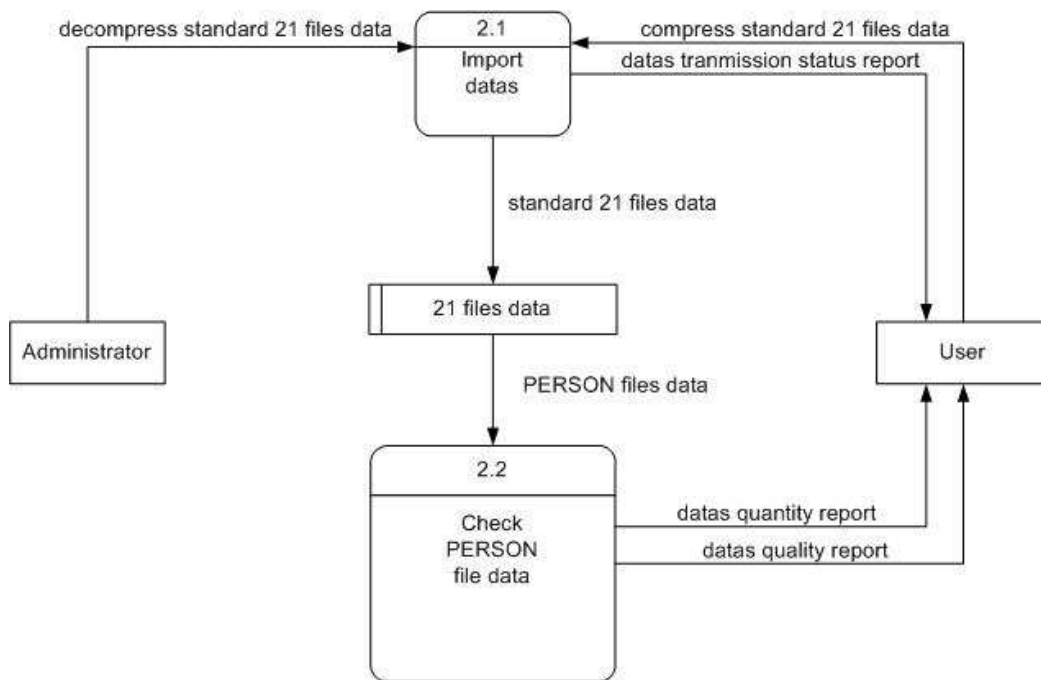 decompress standard 21 files data
2.1
compress standard 21 files data
Import
datas
datas tranmission status report
standard 21 files data
21 files data
Administrator
User
PERSON files data
2.2
Check
PERSON
file data
datas quantity report
datas quality report